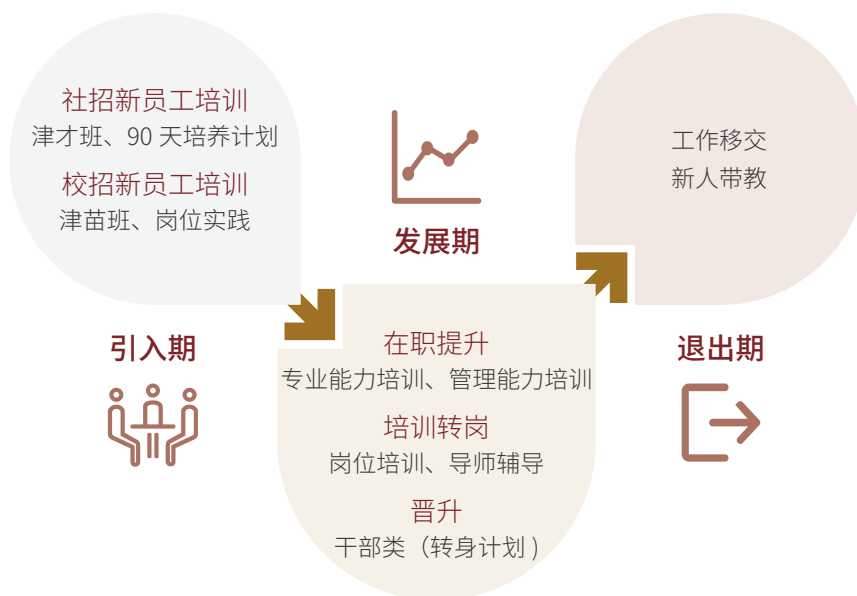 社招新员工培训
津才班、90 天培养计划
校招新员工培训
津苗班、岗位实践
引入期
发展期
在职提升
专业能力培训、管理能力培训
培训转岗
岗位培训、导师辅导
晋升
干部类（转身计划 )
工作移交
新人带教
退出期